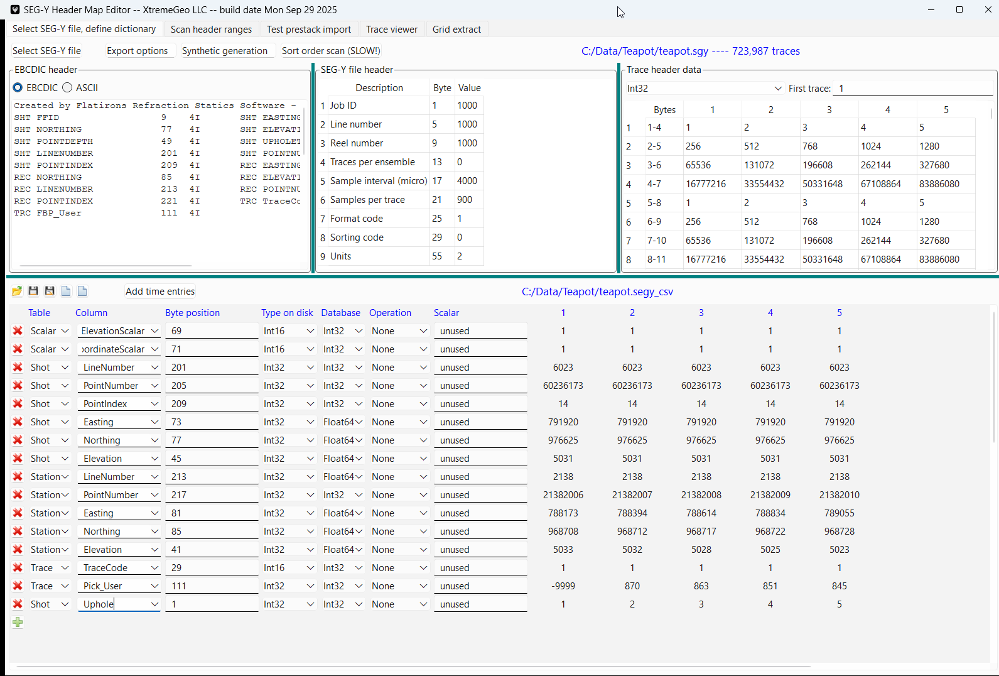 SEG-Y Header Map Editor -- XtremeGeo LLC -- build date Mon Sep 29 2025
Select SEG-Y file, define dictionary Scan header ranges Test prestack import Trace viewer Grid extract
Select SEG-Y file Export options Synthetic generation Sort order scan (SLOW!) C:/Data/Teapot/teapot.sgy ---- 723,987 traces
EBCDIC header
EBCDIC ASCII
Created by Flatirons Refraction Statics Software -
SHT FFID 9 4I SHT EASTING
SHT NORTHING 77 4I SHT ELEVATI
SHT POINTDEPTH 49 4I SHT UPHOLET
SHT LINENUMBER 201 4I SHT POINTNU
SHT POINTINDEX 209 4I REC EASTING
REC NORTHING 85 4I REC ELEVATI
REC LINENUMBER 213 4I REC POINTNU
REC POINTINDEX 221 4I TRC TraceCo
TRC FBP_User 111 4I
SEG-Y file header
Description Byte Value
1 Job ID 1 1000
2 Line number 5 1000
3 Reel number 9 1000
4 Traces per ensemble 13 0
5 Sample interval (micro) 17 4000
6 Samples per trace 21 900
7 Format code 25 1
8 Sorting code 29 0
9 Units 55 2
Trace header data
Int32 First trace: 1
Bytes 1 2 3 4 5
1 1-4 1 2 3 4 5
2 2-5 256 512 768 1024 1280
3 3-6 65536 131072 196608 262144 327680
4 4-7 16777216 33554432 50331648 67108864 83886080
5 5-8 1 2 3 4 5
6 6-9 256 512 768 1024 1280
7 7-10 65536 131072 196608 262144 327680
8 8-11 16777216 33554432 50331648 67108864 83886080
Add time entries C:/Data/Teapot/teapot.segy_csv
Table Column Byte position Type on disk Database Operation Scalar 1 2 3 4 5
Scalar ElevationScalar 69 Int16 Int32 None unused 1 1 1 1 1
Scalar oordinateScalar 71 Int16 Int32 None unused 1 1 1 1 1
Shot LineNumber 201 Int32 Int32 None unused 6023 6023 6023 6023 6023
Shot PointNumber 205 Int32 Int32 None unused 60236173 60236173 60236173 60236173 60236173
Shot PointIndex 209 Int32 Int32 None unused 14 14 14 14 14
Shot Easting 73 Int32 Float64 None unused 791920 791920 791920 791920 791920
Shot Northing 77 Int32 Float64 None unused 976625 976625 976625 976625 976625
Shot Elevation 45 Int32 Float64 None unused 5031 5031 5031 5031 5031
Station LineNumber 213 Int32 Float64 None unused 2138 2138 2138 2138 2138
Station PointNumber 217 Int32 Int32 None unused 21382006 21382007 21382008 21382009 21382010
Station Easting 81 Int32 Float64 None unused 788173 788394 788614 788834 789055
Station Northing 85 Int32 Float64 None unused 968708 968712 968717 968722 968728
Station Elevation 41 Int32 Float64 None unused 5033 5032 5028 5025 5023
Trace TraceCode 29 Int16 Int32 None unused 1 1 1 1 1
Trace Pick_User 111 Int32 Int32 None unused -9999 870 863 851 845
Shot Uphole 1 Int32 Int32 None unused 1 2 3 4 5